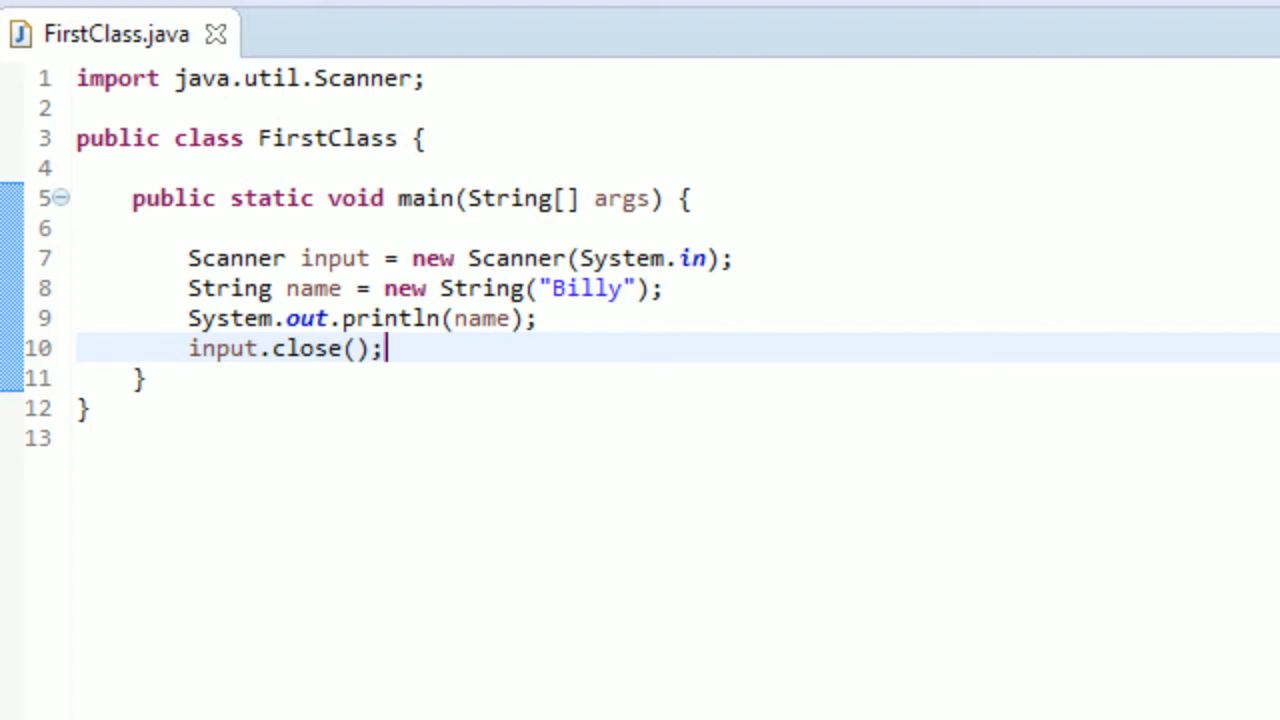 FirstClass.java
1 import java.util.Scanner;
2
3 public class FirstClass {
4
5 public static void main(String[] args) {
6
7 Scanner input = new Scanner(System.in);
8 String name = new String("Billy");
9 System.out.println(name);
10 input.close();
11 }
12 }
13